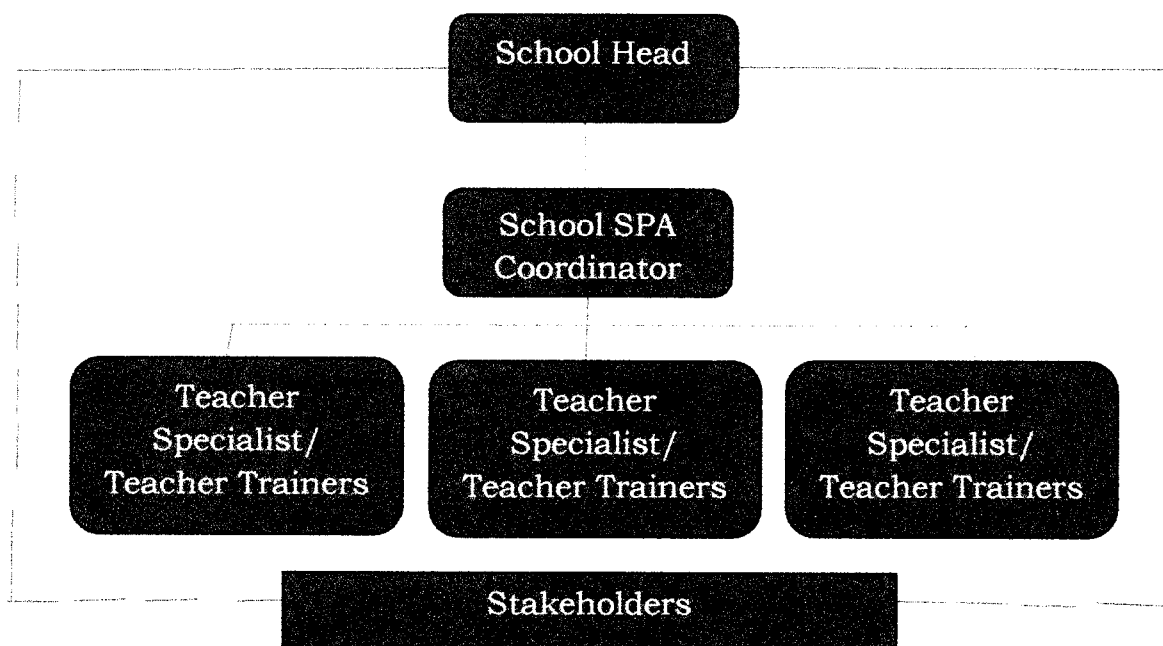 School Head
School SPA
Coordinator
Teacher
Specialist/
Teacher Trainers
Teacher
Specialist/
Teacher Trainers
Teacher
Specialist/
Teacher Trainers
Stakeholders